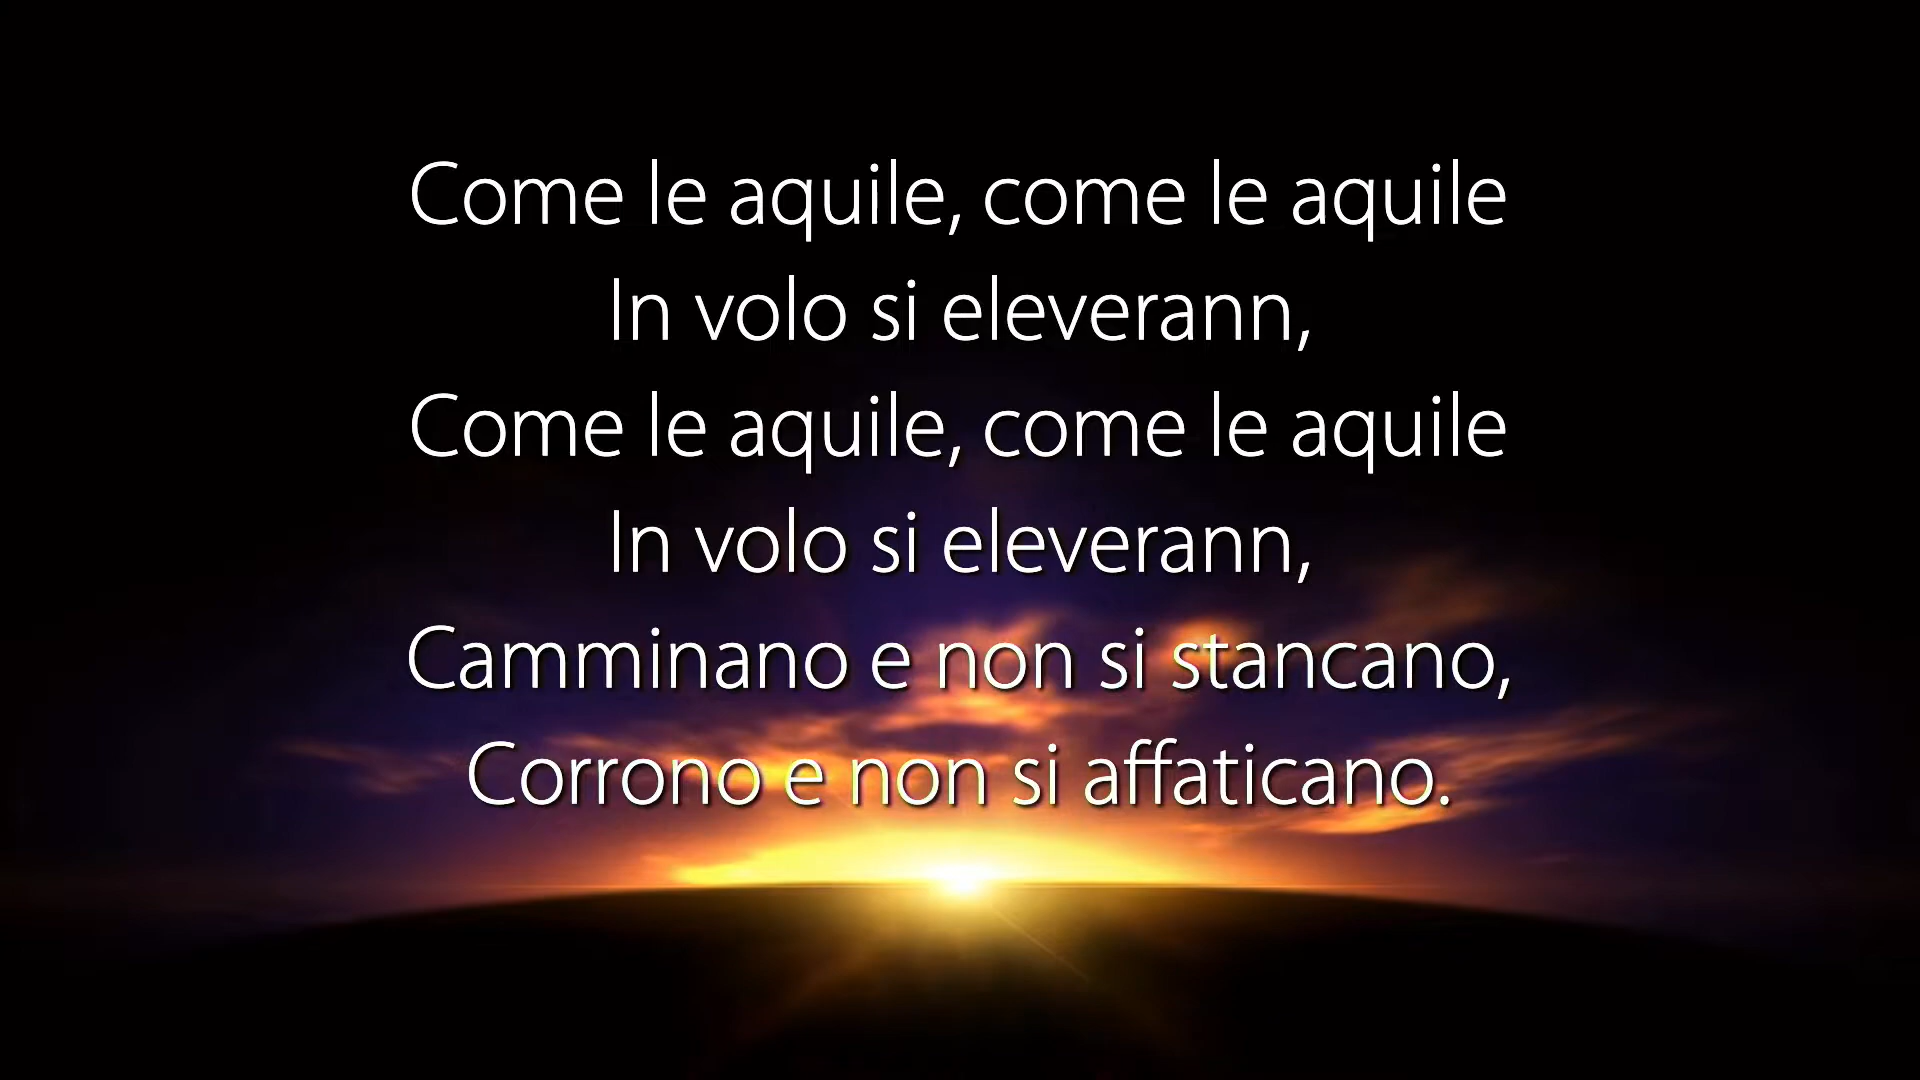 Come le aquile, come le aquile
In volo si eleverann,
Come le aquile, come le aquile
In volo si eleverann,
Camminano e non si stancano,
Corrono e non si affaticano.